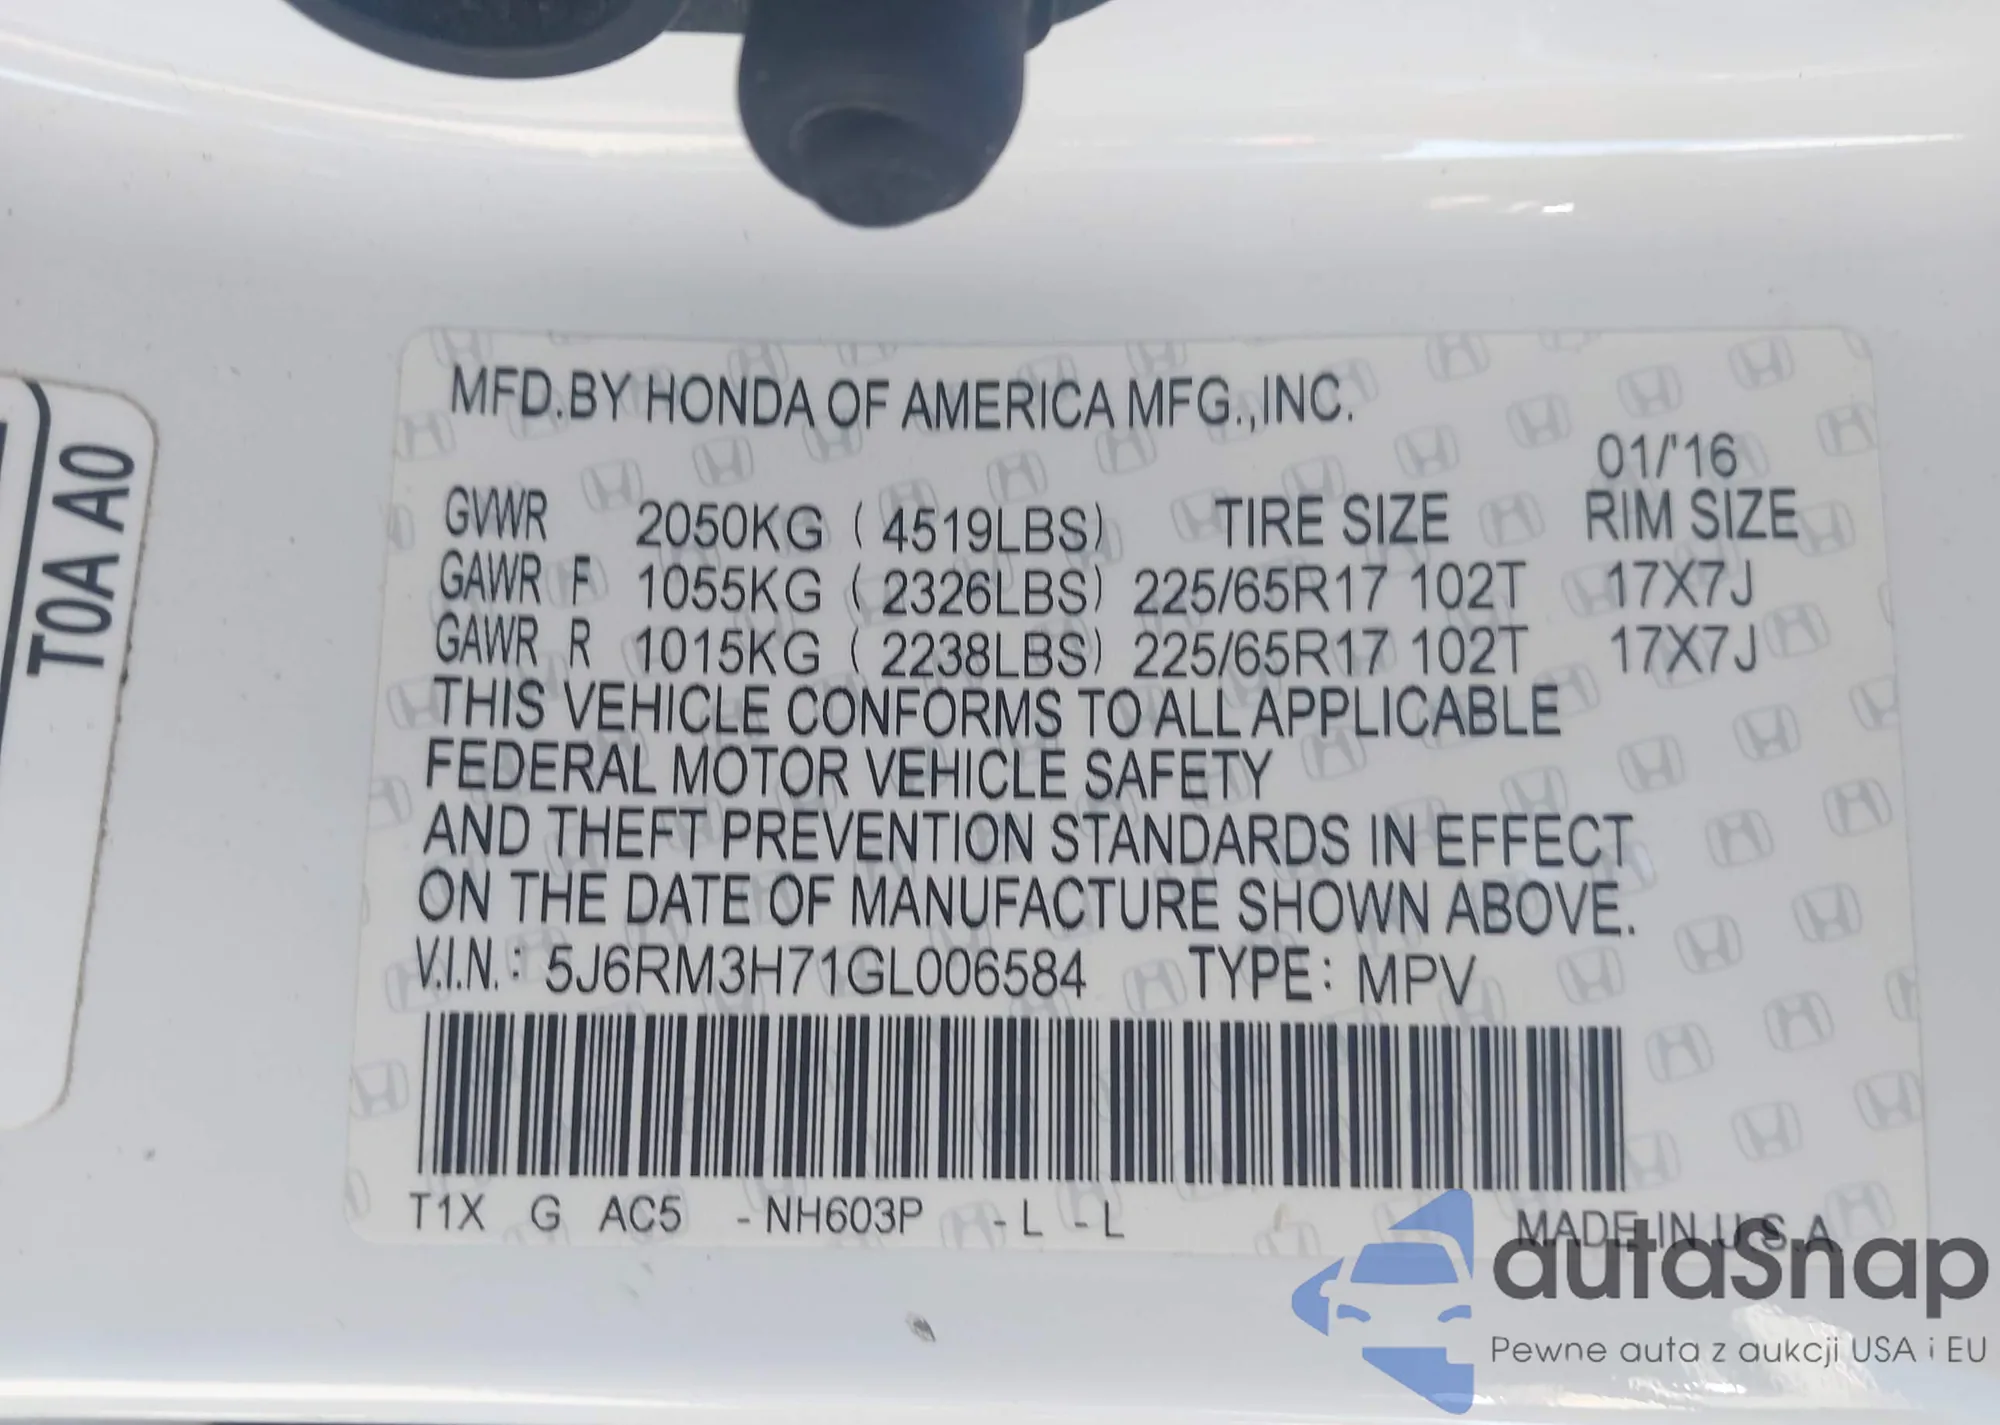 MFD.BY HONDA OF AMERICA MFG.,INC.
01/'16
GVWR 2050KG ( 4519LBS) TIRE SIZE RIM SIZE
GAWR F 1055KG ( 2326LBS) 225/65R17 102T 17X7J
GAWR R 1015KG ( 2238LBS) 225/65R17 102T 17X7J
THIS VEHICLE CONFORMS TO ALL APPLICABLE
FEDERAL MOTOR VEHICLE SAFETY
AND THEFT PREVENTION STANDARDS IN EFFECT
ON THE DATE OF MANUFACTURE SHOWN ABOVE.
V.I.N.: 5J6RM3H71GL006584 TYPE: MPV
T1X G AC5 -NH603P -L -L MADE IN U.S.A.
T0A A0
autaSnap
Pewne auta z aukcji USA i EU